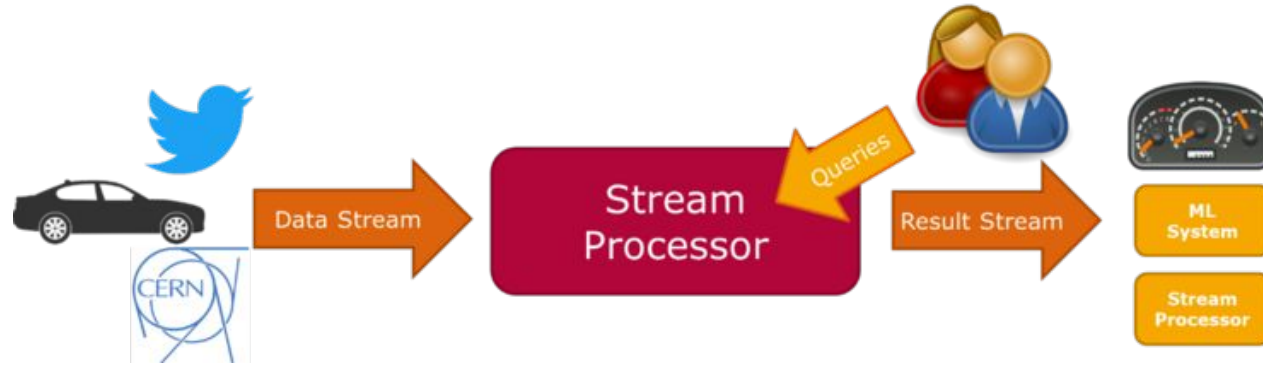 CERN
Data Stream
Stream
Processor
Queries
Result Stream
ML
System
Stream
Processor